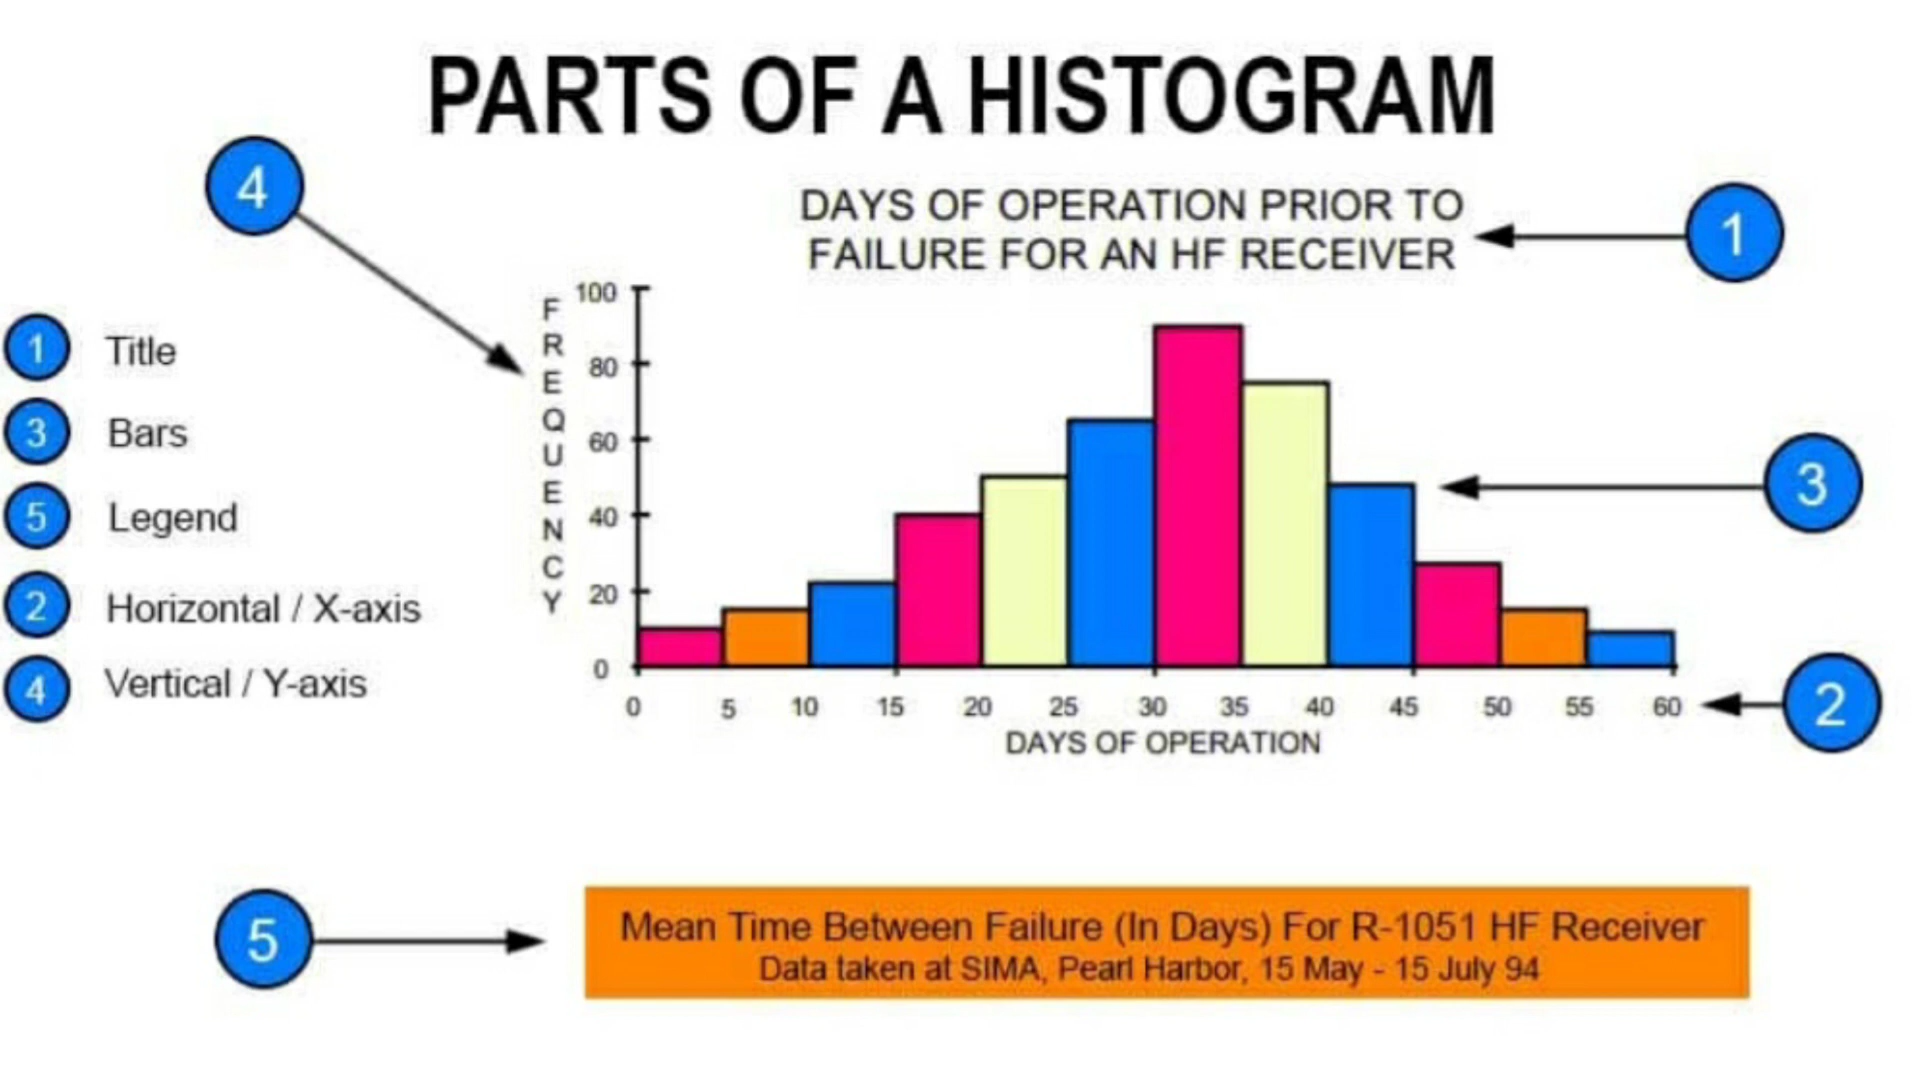 PARTS OF A HISTOGRAM
4
DAYS OF OPERATION PRIOR TO
FAILURE FOR AN HF RECEIVER
1
1 Title
3 Bars
5 Legend
2 Horizontal / X-axis
4 Vertical / Y-axis
FREQUENCY
100
80
60
40
20
0
3
0 5 10 15 20 25 30 35 40 45 50 55 60
2
DAYS OF OPERATION
5
Mean Time Between Failure (In Days) For R-1051 HF Receiver
Data taken at SIMA, Pearl Harbor, 15 May - 15 July 94